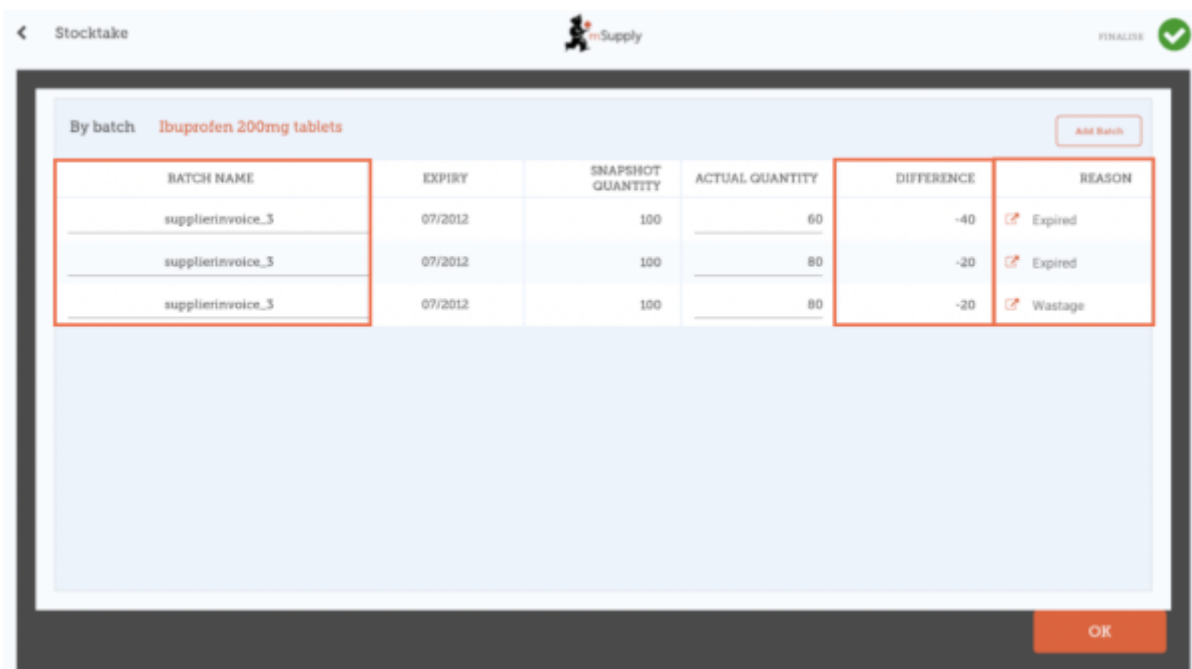 Stocktake
mSupply
FINALISE
By batch Ibuprofen 200mg tablets
Add Batch
BATCH NAME EXPIRY SNAPSHOT QUANTITY ACTUAL QUANTITY DIFFERENCE REASON
supplierinvoice_3 07/2012 100 60 -40 Expired
supplierinvoice_3 07/2012 100 80 -20 Expired
supplierinvoice_3 07/2012 100 80 -20 Wastage
OK